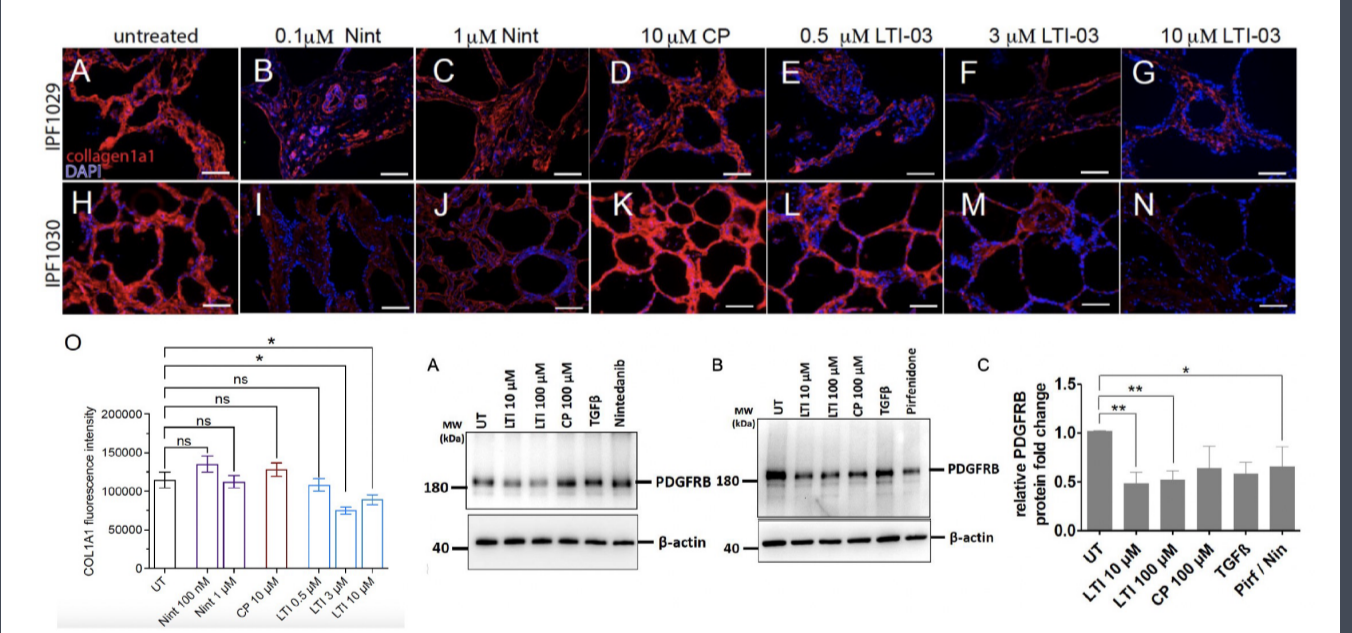 untreated 0.1μM Nint 1μM Nint 10 μM CP 0.5 μM LTI-03 3 μM LTI-03 10 μM LTI-03
IPF1029
A B C D E F G
collagen1a1
DAPI
IPF1030
H I J K L M N
O
*
*
ns
ns
ns
ns
COL1A1 fluorescence intensity
200000
150000
100000
50000
0
UT
Nint 100 nM
Nint 1 μM
CP 10 μM
LTI 0.5 μM
LTI 3 μM
LTI 10 μM
A
MW
(kDa)
UT
LTI 10 μM
LTI 100 μM
CP 100 μM
TGFβ
Nintedanib
180
PDGFRB
40
β-actin
B
MW
(kDa)
UT
LTI 10 μM
LTI 100 μM
CP 100 μM
TGFβ
Pirfenidone
180
PDGFRB
40
β-actin
C
relative PDGFRB
protein fold change
1.5
1.0
0.5
0.0
*
**
**
UT
LTI 10 μM
LTI 100 μM
CP 100 μM
TGFß
Pirf / Nin